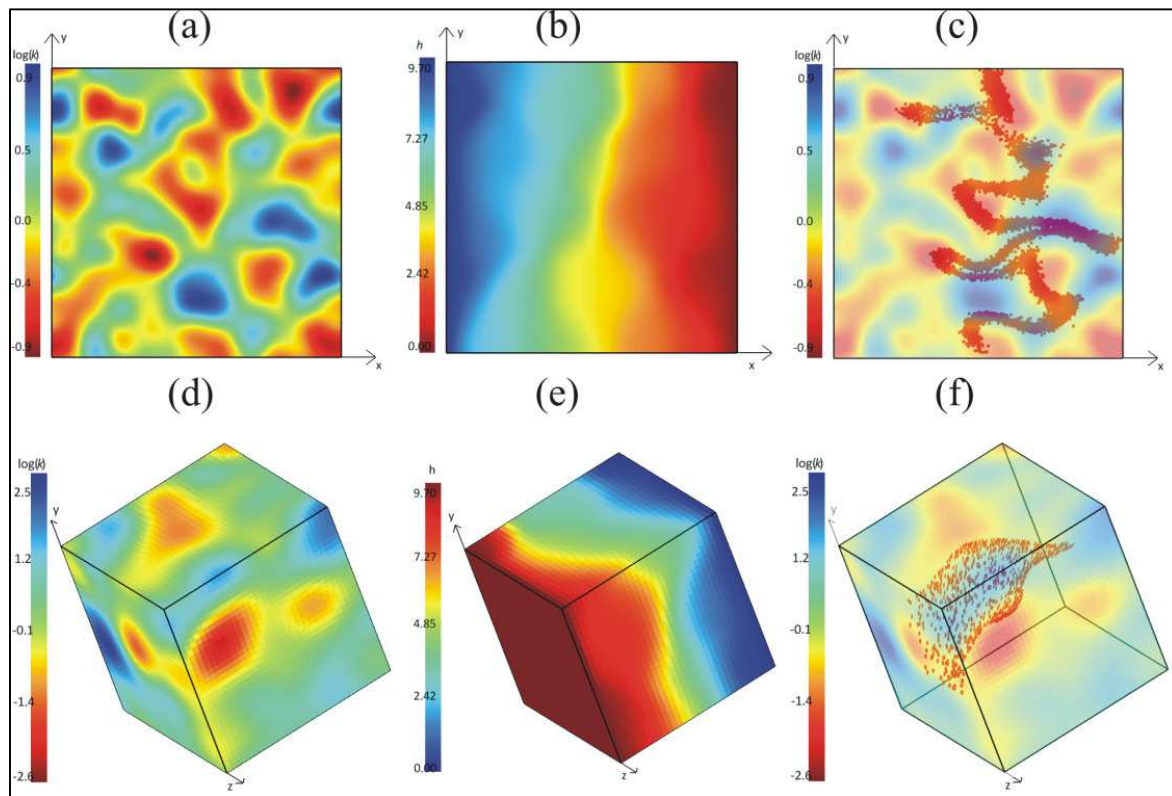 (a)
y
log(k)
0.9
0.5
0.0
-0.4
-0.9
x
(b)
y
h
9.70
7.27
4.85
2.42
0.00
x
(c)
y
log(k)
0.9
0.5
0.0
-0.4
-0.9
x
(d)
log(k)
2.5
1.2
-0.1
-1.4
-2.6
y
z
(e)
h
9.70
7.27
4.85
2.42
0.00
y
z
(f)
log(k)
2.5
1.2
-0.1
-1.4
-2.6
y
z